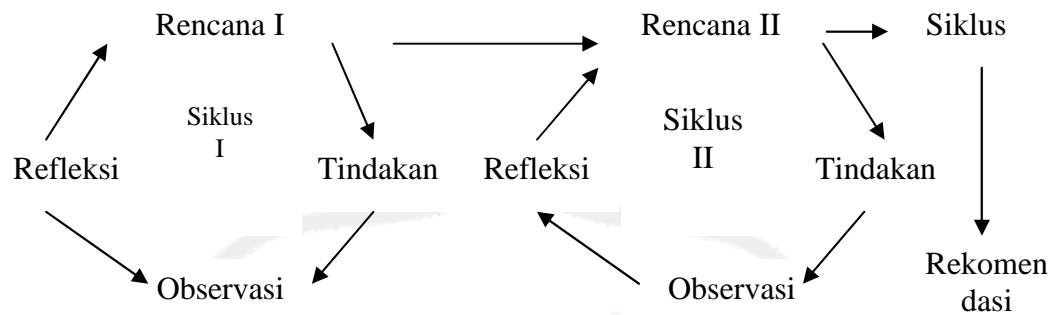 Rencana I
Rencana II
Siklus
Siklus
I
Siklus
II
Refleksi
Tindakan
Refleksi
Tindakan
Observasi
Observasi
Rekomen
dasi